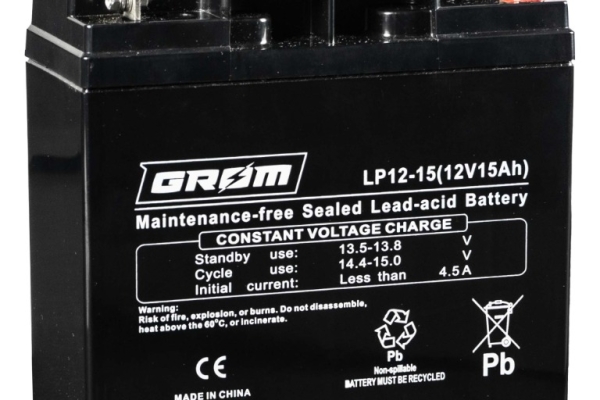 GROM
LP12-15(12V15Ah)
Maintenance-free Sealed Lead-acid Battery
CONSTANT VOLTAGE CHARGE
Standby use: 13.5-13.8 V
Cycle use: 14.4-15.0 V
Initial current: Less than 4.5A
Warning:
Risk of fire, explosion, or burns. Do not disassemble,
heat above the 60°C, or incinerate.
CE
MADE IN CHINA
Pb
Non-spillable
BATTERY MUST BE RECYCLED
Pb